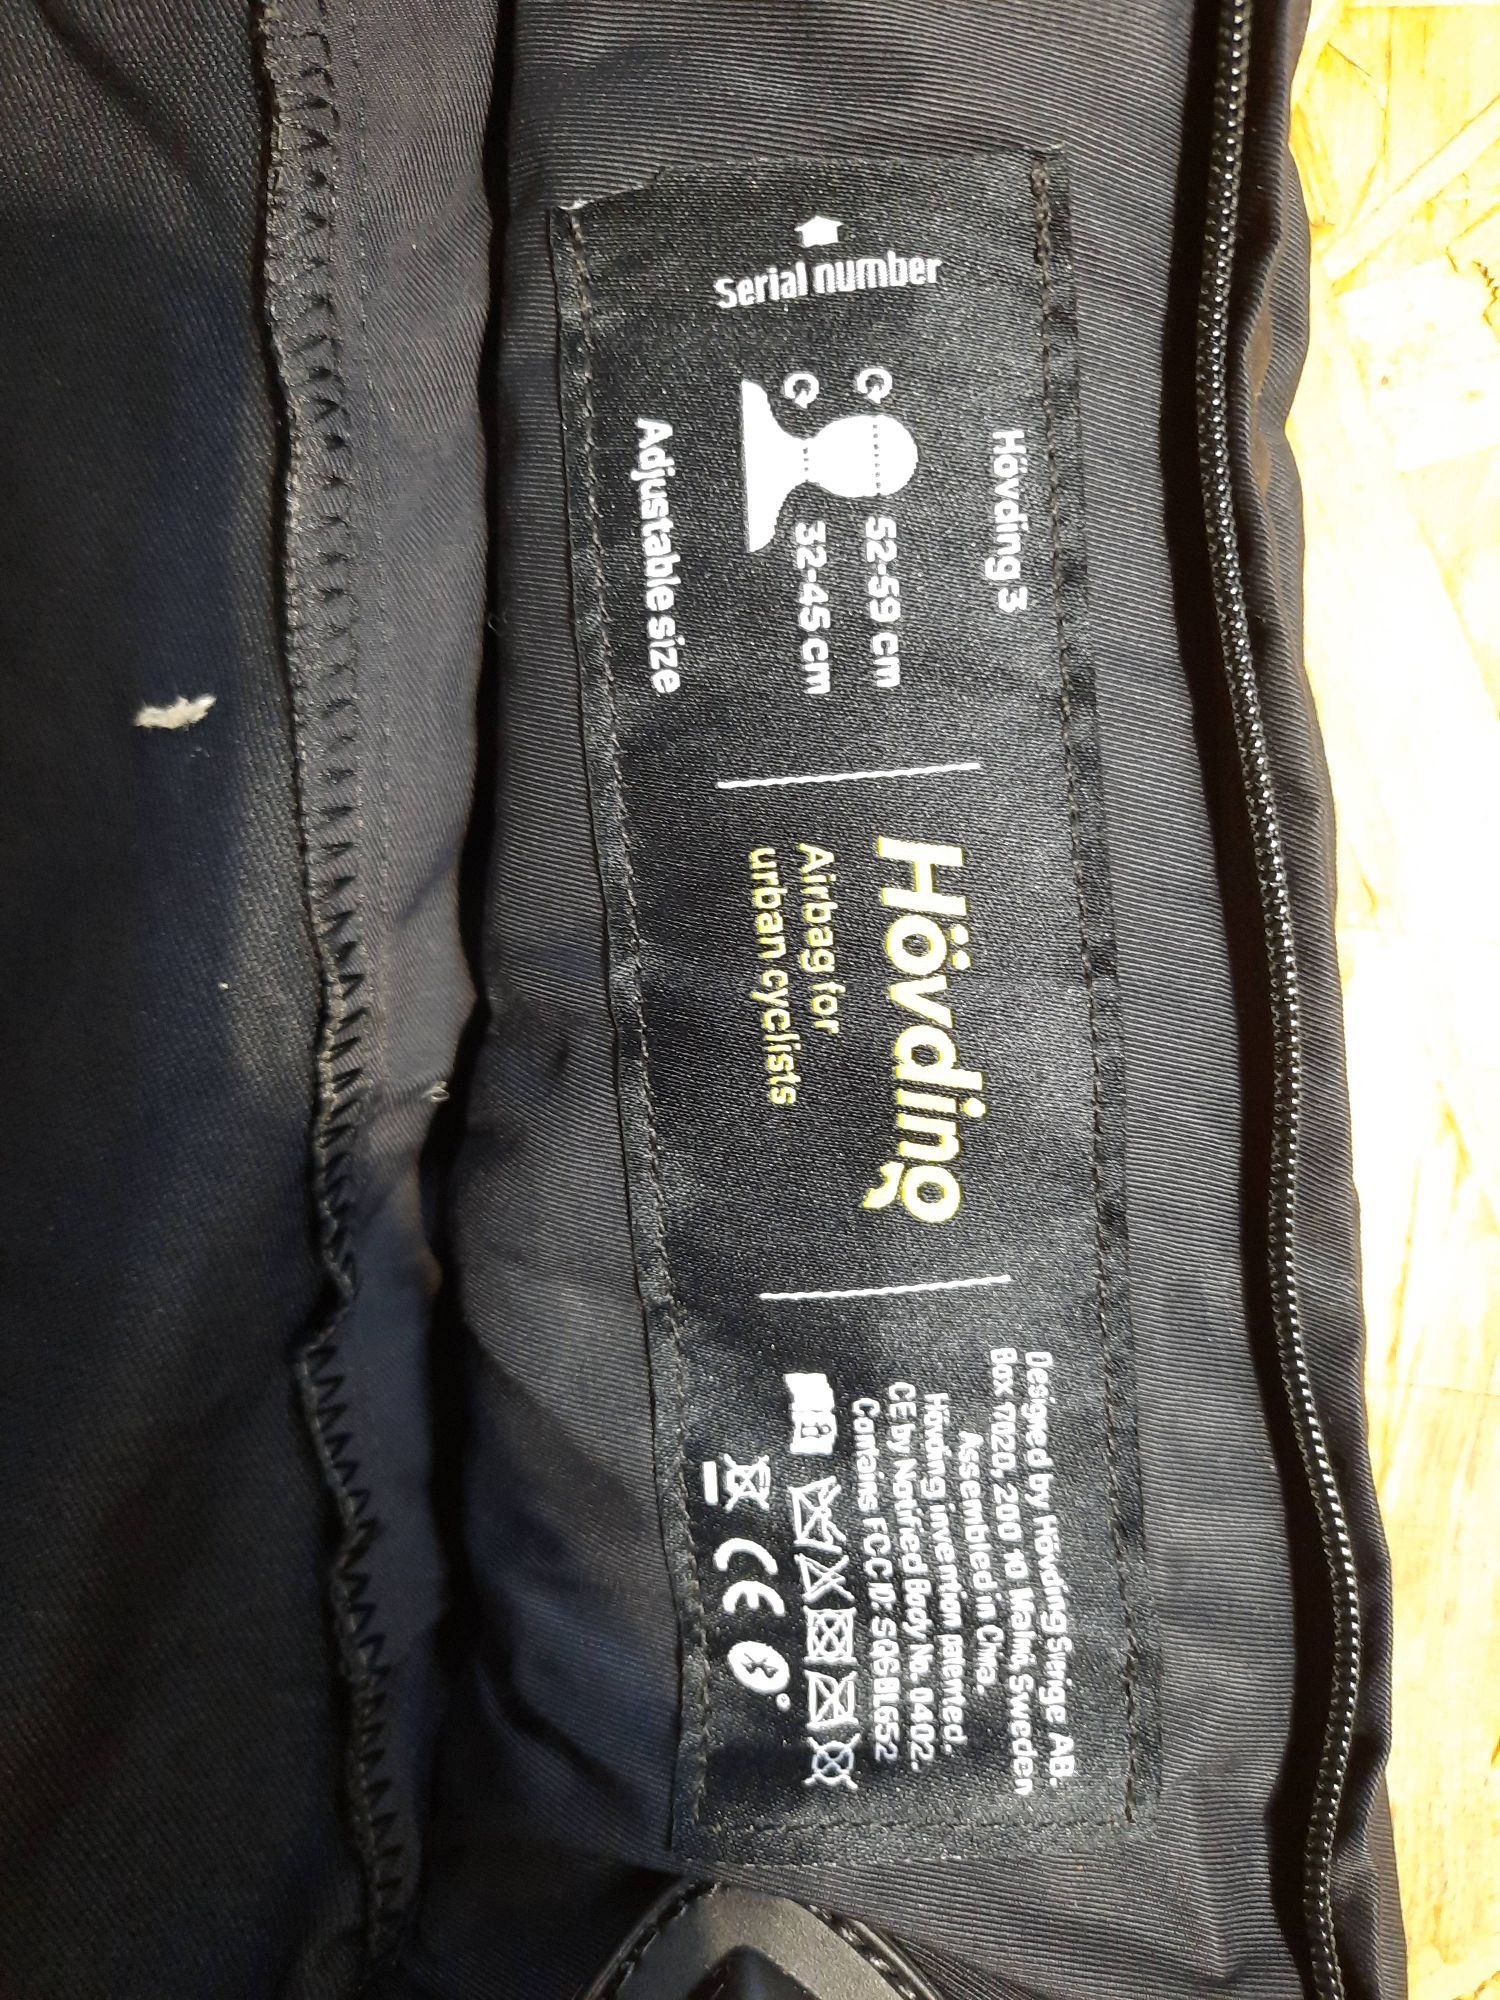 Serial number
Hövding 3
52-59 cm
32-45 cm
Adjustable size
Hövding
Airbag for
urban cyclists
Designed by Hövding Sverige AB.
Box 17020, 200 10 Malmö, Sweden
Assembled in China.
Hövding invention patented.
CE by Notified Body No. 0402.
Contains FCC ID: SQGBL652
CE